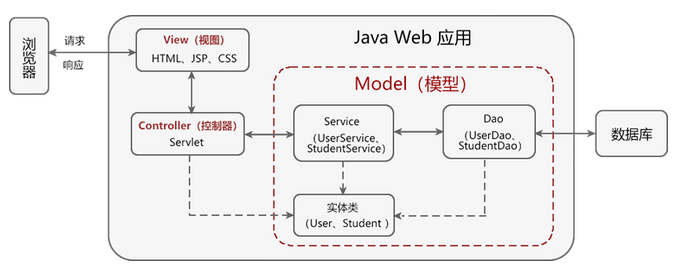 Java Web 应用
浏览器
请求
响应
View（视图）
HTML、JSP、CSS
Model（模型）
Controller（控制器）
Servlet
Service
（UserService、
StudentService）
Dao
（UserDao、
StudentDao）
数据库
实体类
（User、Student ）